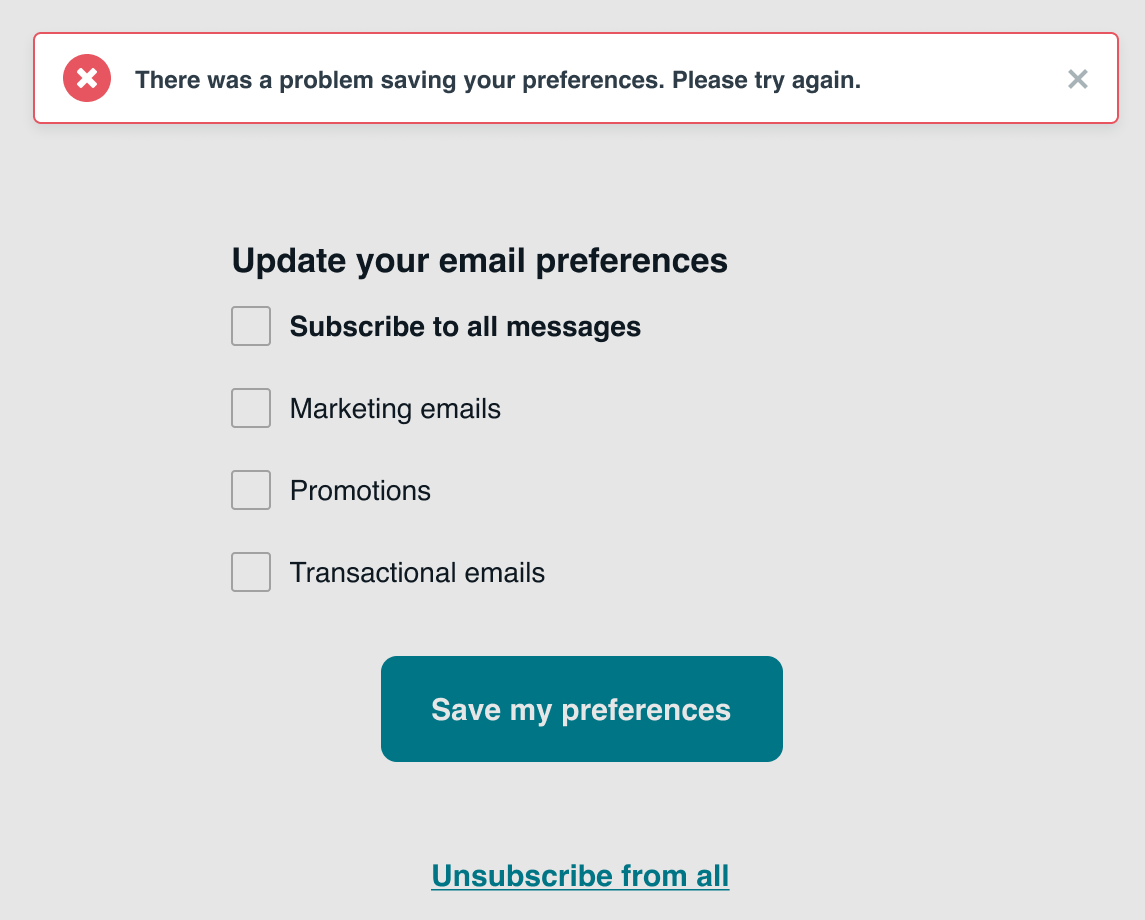 There was a problem saving your preferences. Please try again.
Update your email preferences
Subscribe to all messages
Marketing emails
Promotions
Transactional emails
Save my preferences
Unsubscribe from all